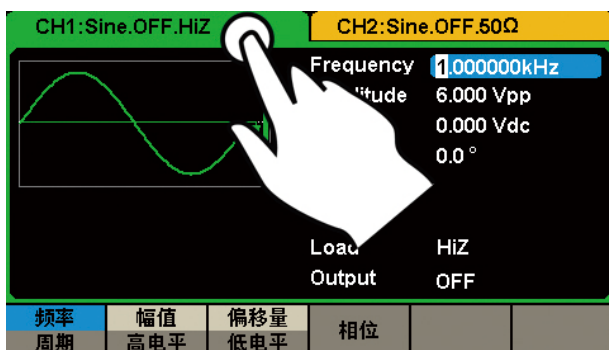 CH1:Sine.OFF.HiZ CH2:Sine.OFF.50Ω
Frequency 1.000000kHz
6.000 Vpp
0.000 Vdc
0.0 °
Load HiZ
Output OFF
频率 幅值 偏移量 相位
周期 高电平 低电平